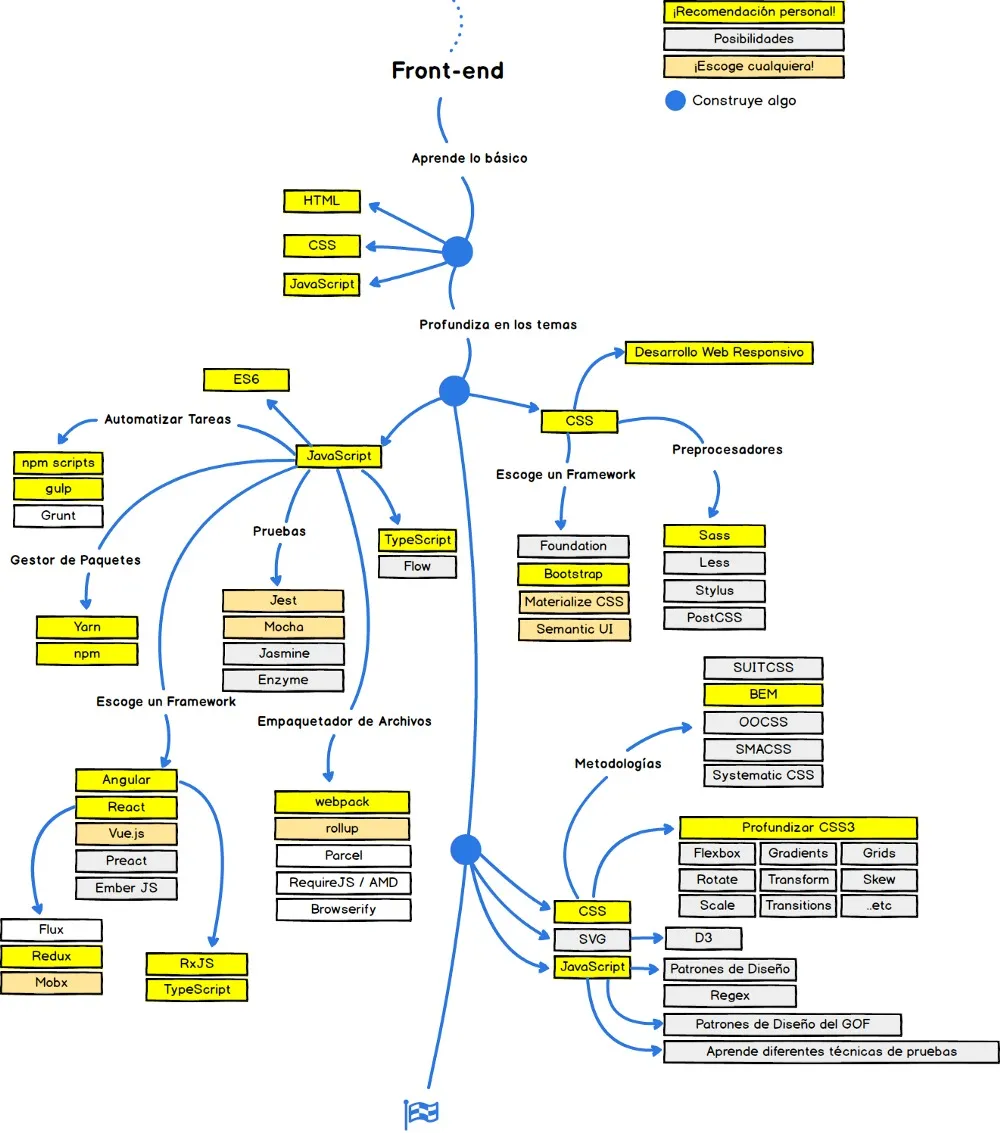 ¡Recomendación personal!
Posibilidades
¡Escoge cualquiera!
Construye algo
Front-end
Aprende lo básico
HTML
CSS
JavaScript
Profundiza en los temas
Desarrollo Web Responsivo
ES6
Automatizar Tareas
CSS
JavaScript
Preprocesadores
npm scripts
gulp
Grunt
Escoge un Framework
Pruebas
TypeScript
Flow
Gestor de Paquetes
Foundation
Bootstrap
Materialize CSS
Semantic UI
Sass
Less
Stylus
PostCSS
Yarn
npm
Jest
Mocha
Jasmine
Enzyme
Escoge un Framework
Empaquetador de Archivos
SUITCSS
BEM
OOCSS
SMACSS
Systematic CSS
Metodologías
Angular
React
Vue.js
Preact
Ember JS
webpack
rollup
Parcel
RequireJS / AMD
Browserify
Profundizar CSS3
Flexbox Gradients Grids
Rotate Transform Skew
Scale Transitions ..etc
Flux
Redux
Mobx
RxJS
TypeScript
CSS
SVG
JavaScript
D3
Patrones de Diseño
Regex
Patrones de Diseño del GOF
Aprende diferentes técnicas de pruebas